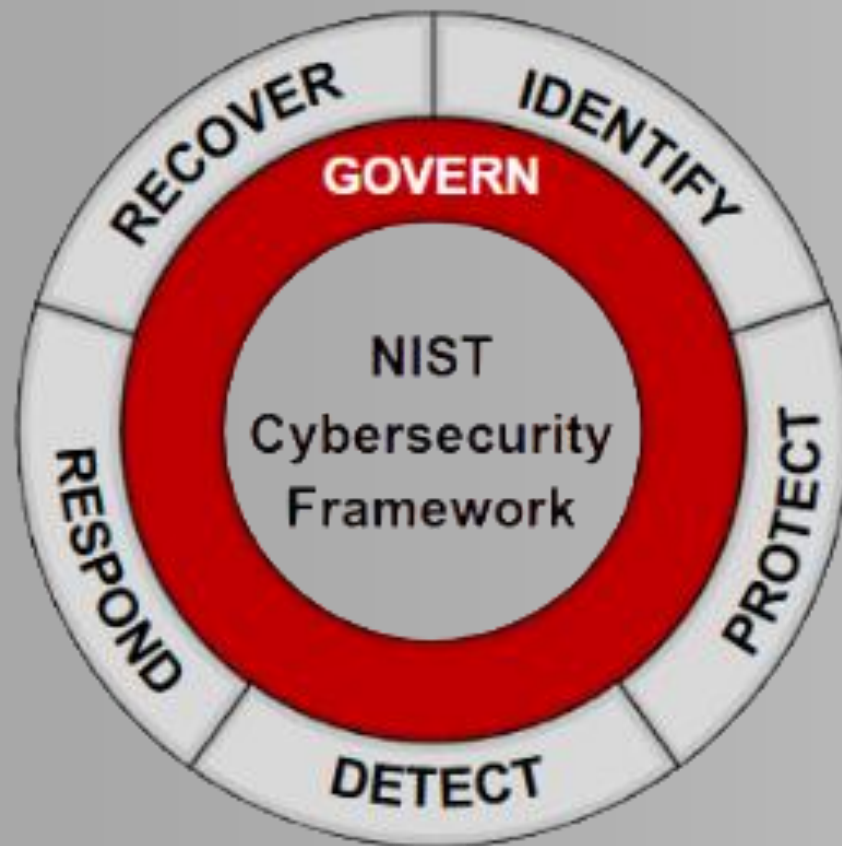 RECOVER
IDENTIFY
GOVERN
NIST
Cybersecurity
Framework
PROTECT
RESPOND
DETECT